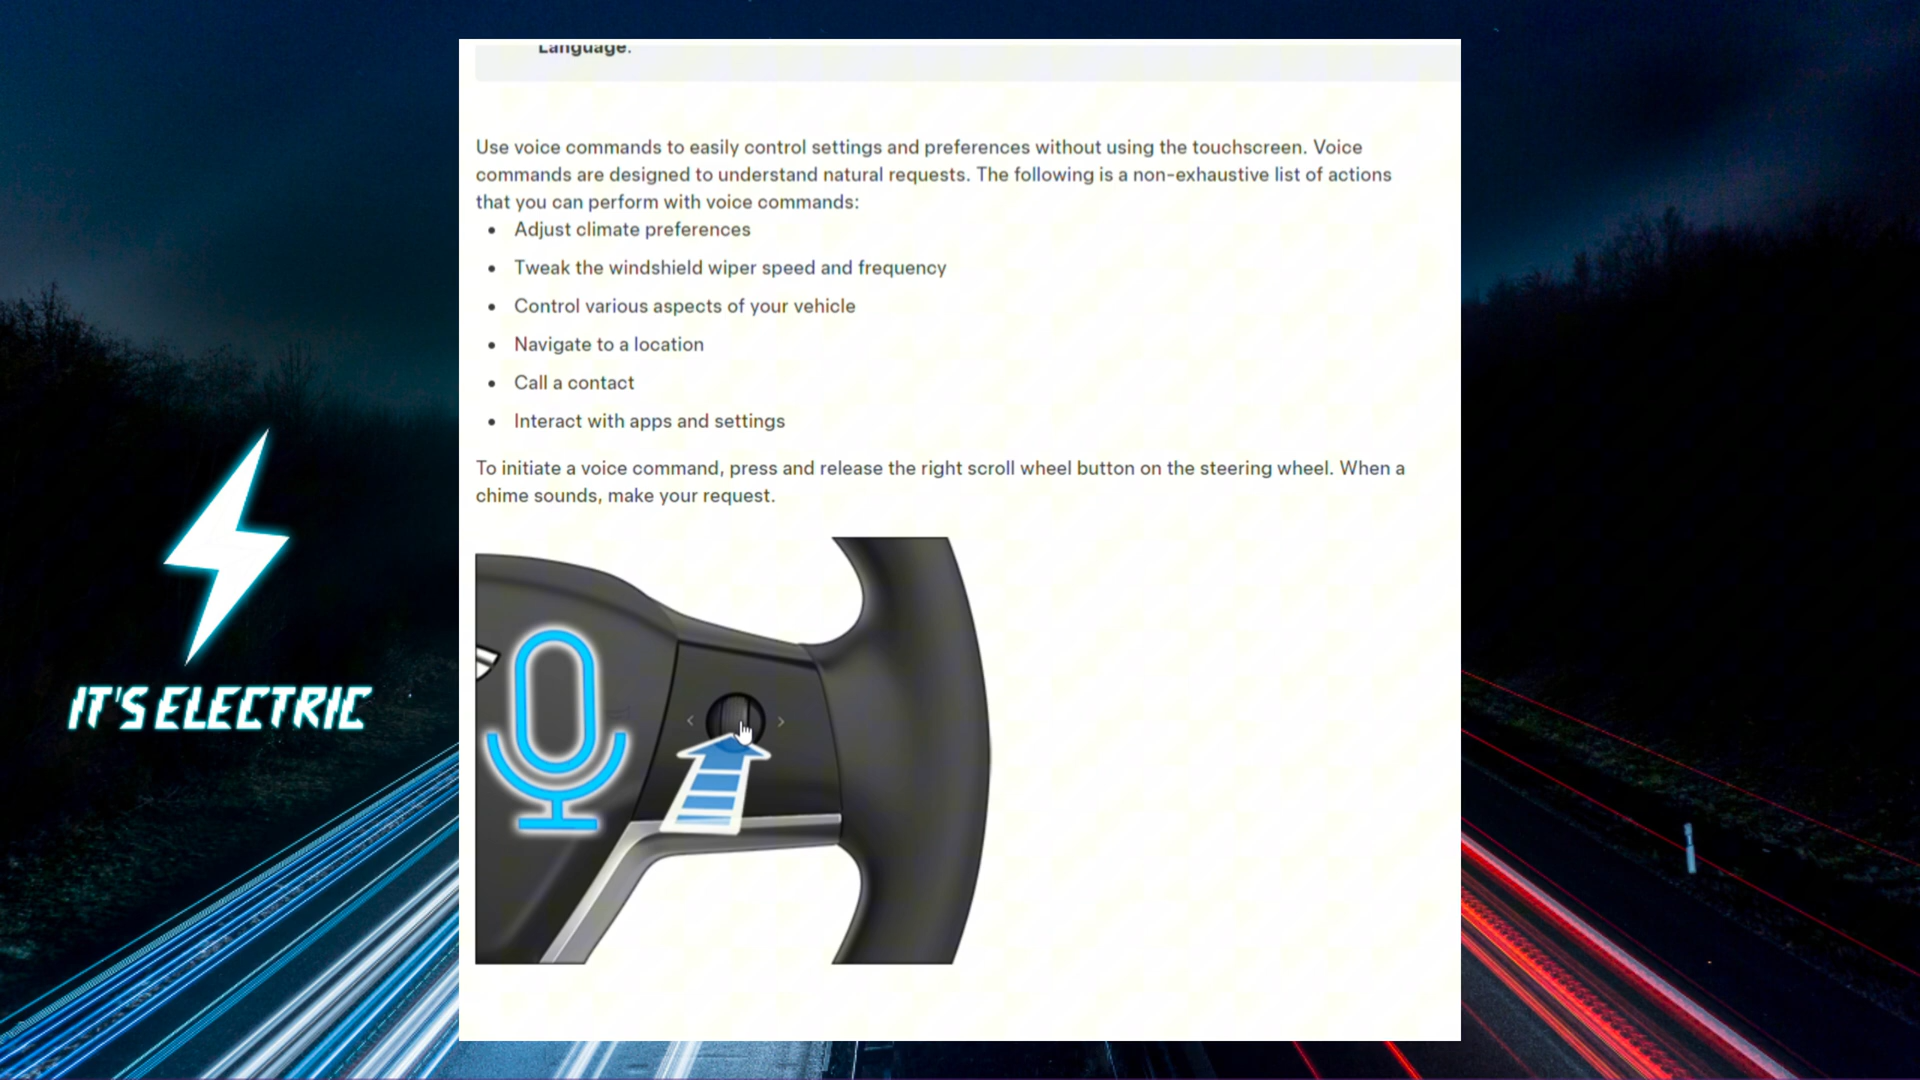 Language.
Use voice commands to easily control settings and preferences without using the touchscreen. Voice
commands are designed to understand natural requests. The following is a non-exhaustive list of actions
that you can perform with voice commands:
• Adjust climate preferences
• Tweak the windshield wiper speed and frequency
• Control various aspects of your vehicle
• Navigate to a location
• Call a contact
• Interact with apps and settings
To initiate a voice command, press and release the right scroll wheel button on the steering wheel. When a
chime sounds, make your request.
IT'S ELECTRIC